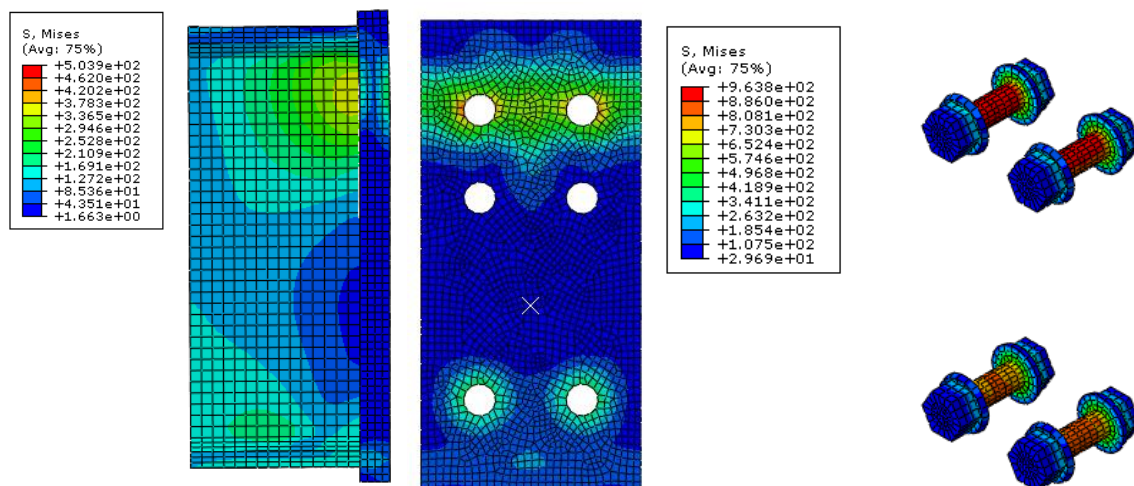 S, Mises
(Avg: 75%)
+5.039e+02
+4.620e+02
+4.202e+02
+3.783e+02
+3.365e+02
+2.946e+02
+2.528e+02
+2.109e+02
+1.691e+02
+1.272e+02
+8.536e+01
+4.351e+01
+1.663e+00
S, Mises
(Avg: 75%)
+9.638e+02
+8.860e+02
+8.081e+02
+7.303e+02
+6.524e+02
+5.746e+02
+4.968e+02
+4.189e+02
+3.411e+02
+2.632e+02
+1.854e+02
+1.075e+02
+2.969e+01